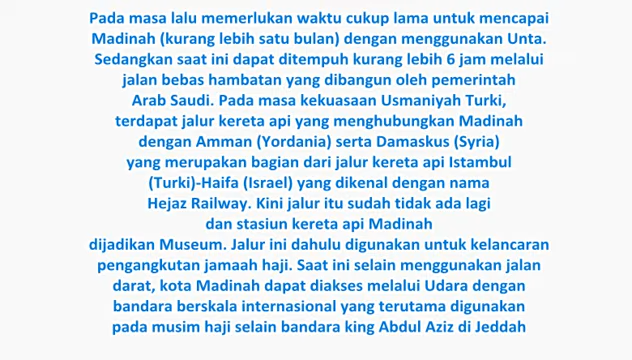 Pada masa lalu memerlukan waktu cukup lama untuk mencapai
Madinah (kurang lebih satu bulan) dengan menggunakan Unta.
Sedangkan saat ini dapat ditempuh kurang lebih 6 jam melalui
jalan bebas hambatan yang dibangun oleh pemerintah
Arab Saudi. Pada masa kekuasaan Usmaniyah Turki,
terdapat jalur kereta api yang menghubungkan Madinah
dengan Amman (Yordania) serta Damaskus (Syria)
yang merupakan bagian dari jalur kereta api Istambul
(Turki)-Haifa (Israel) yang dikenal dengan nama
Hejaz Railway. Kini jalur itu sudah tidak ada lagi
dan stasiun kereta api Madinah
dijadikan Museum. Jalur ini dahulu digunakan untuk kelancaran
pengangkutan jamaah haji. Saat ini selain menggunakan jalan
darat, kota Madinah dapat diakses melalui Udara dengan
bandara berskala internasional yang terutama digunakan
pada musim haji selain bandara king Abdul Aziz di Jeddah